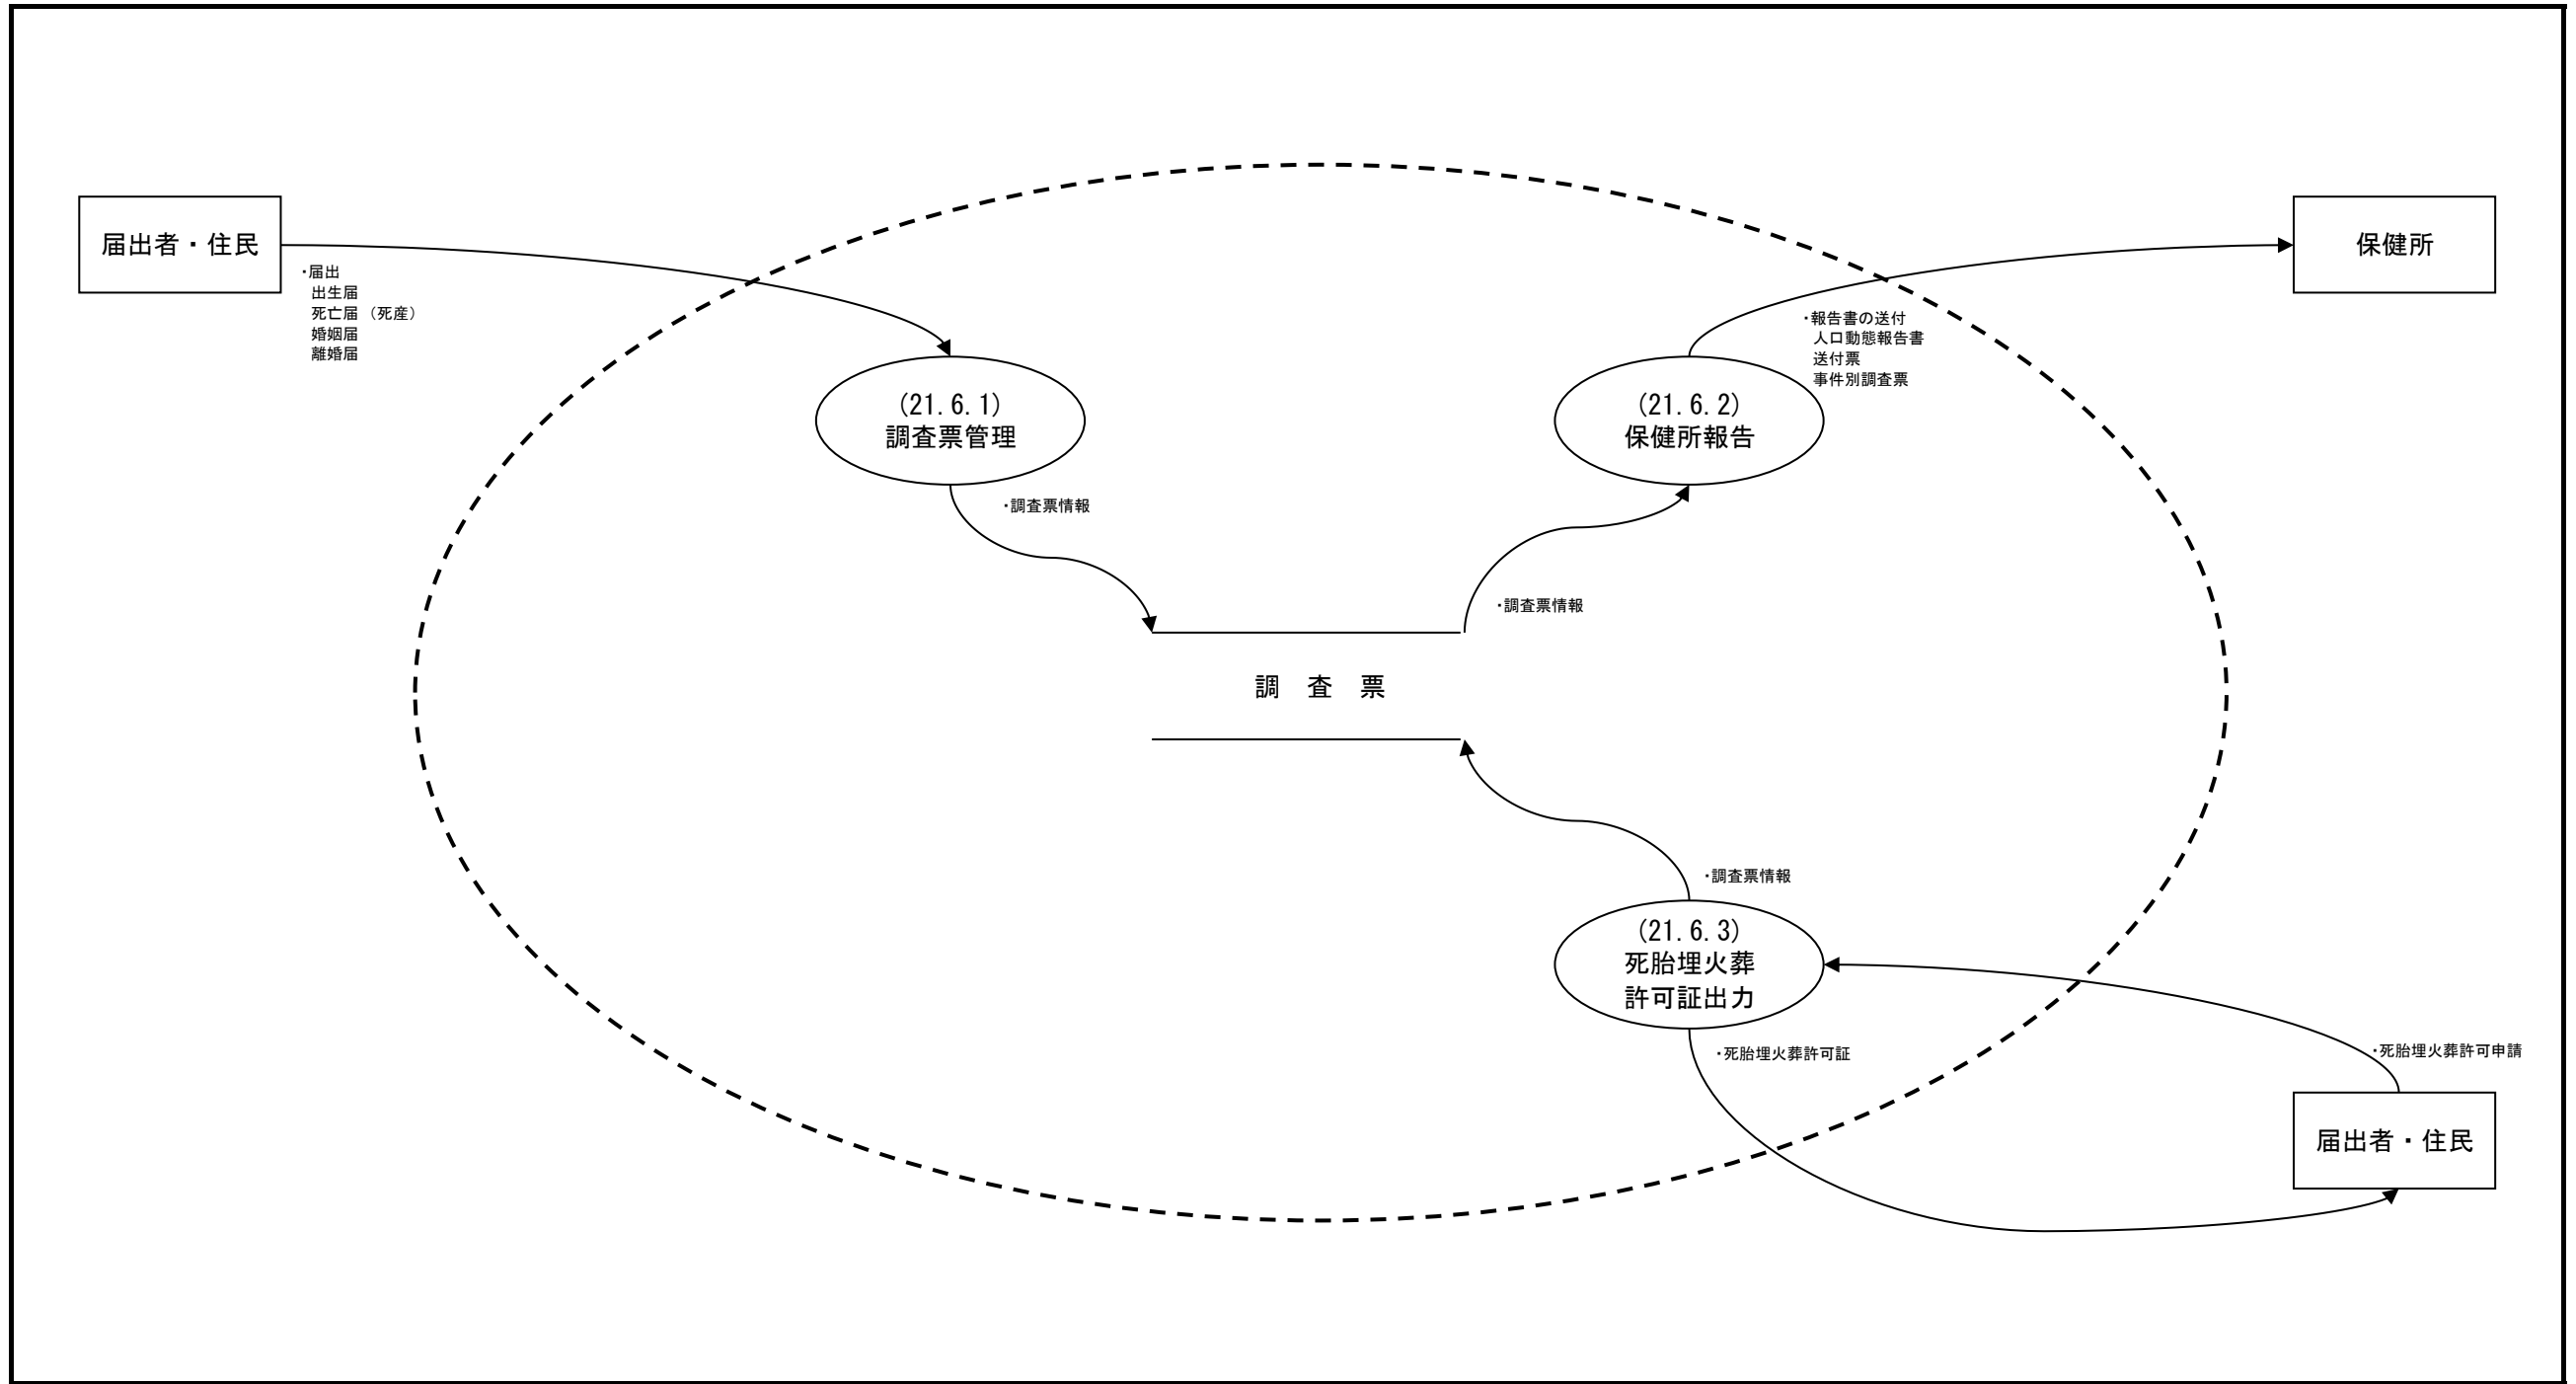 届出者・住民
・届出
出生届
死亡届（死産）
婚姻届
離婚届
保健所
・報告書の送付
人口動態報告書
送付票
事件別調査票
(21.6.1)
調査票管理
(21.6.2)
保健所報告
・調査票情報
・調査票情報
調　査　票
・調査票情報
(21.6.3)
死胎埋火葬
許可証出力
・死胎埋火葬許可証
・死胎埋火葬許可申請
届出者・住民